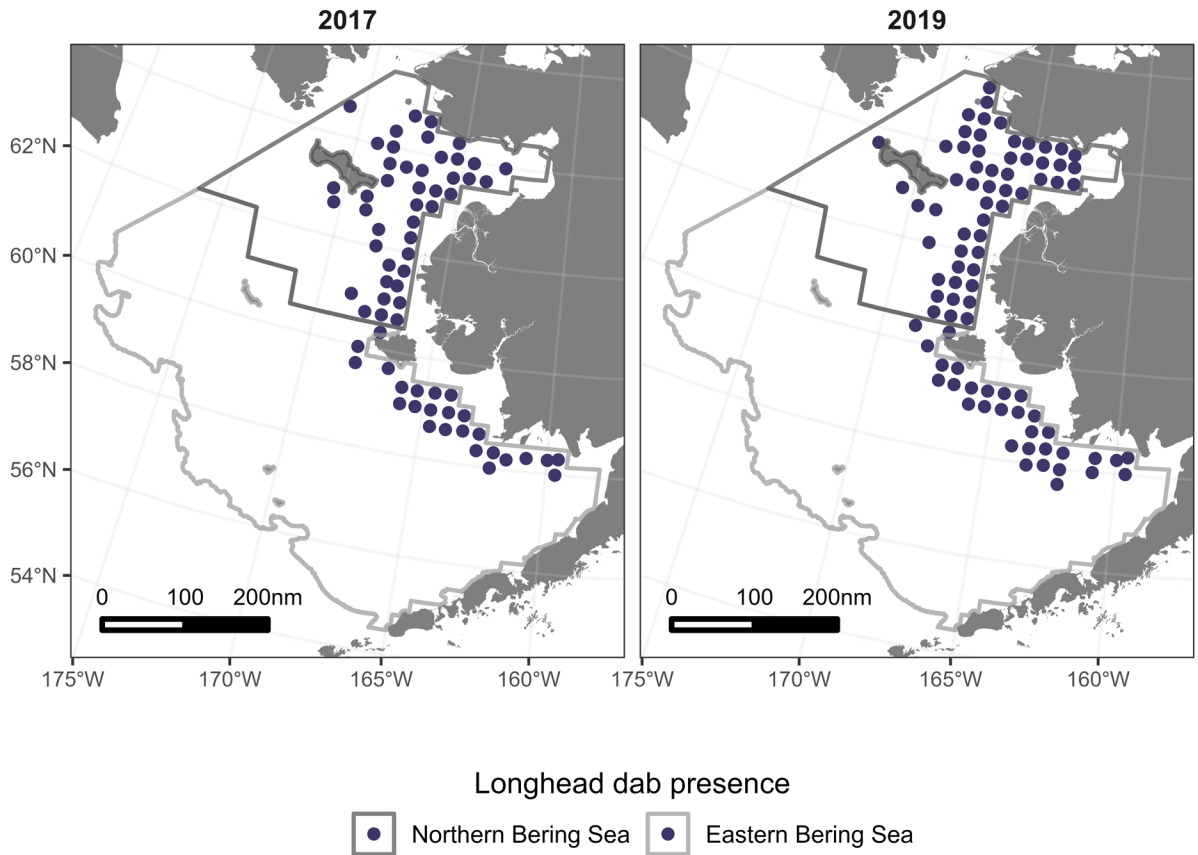 2017 2019
62°N
60°N
58°N
56°N
54°N
0 100 200nm 0 100 200nm
175°W 170°W 165°W 160°W 175°W 170°W 165°W 160°W
Longhead dab presence
Northern Bering Sea Eastern Bering Sea